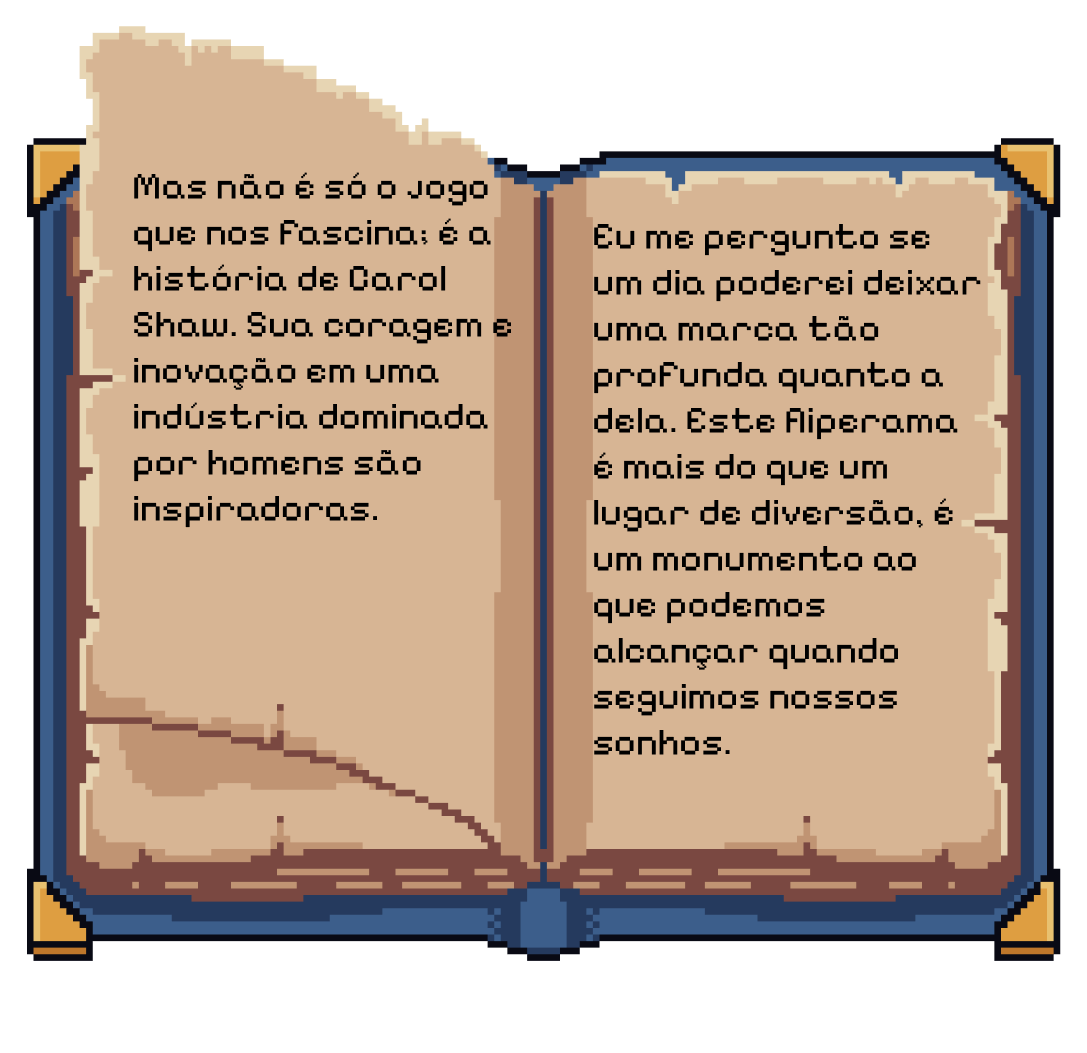 Mas não é só o jogo
que nos fascina; é a
história de Carol
Shaw. Sua coragem e
inovação em uma
indústria dominada
por homens são
inspiradoras.
Eu me pergunto se
um dia poderei deixar
uma marca tão
profunda quanto a
dela. Este Fliperama
é mais do que um
lugar de diversão, é
um monumento ao
que podemos
alcançar quando
seguimos nossos
sonhos.